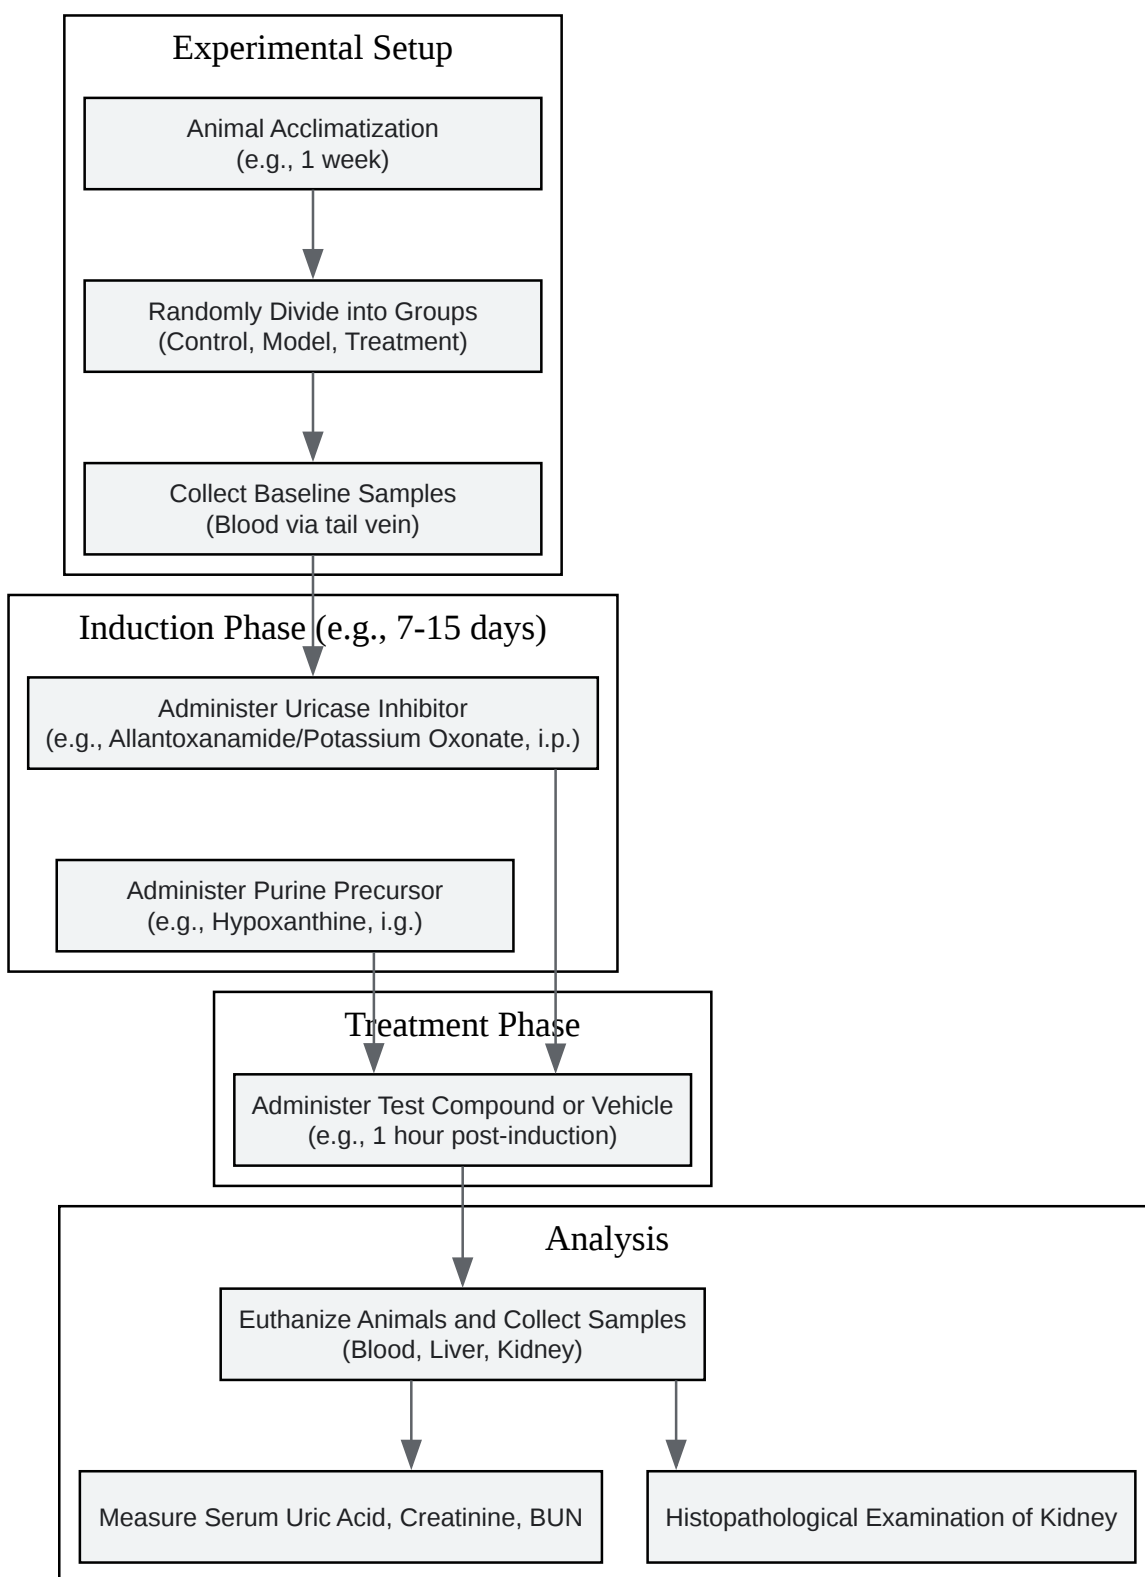 Experimental Setup
Animal Acclimatization
(e.g., 1 week)
Randomly Divide into Groups
(Control, Model, Treatment)
Collect Baseline Samples
(Blood via tail vein)
Induction Phase (e.g., 7-15 days)
Administer Uricase Inhibitor
(e.g., Allantoxanamide/Potassium Oxonate, i.p.)
Administer Purine Precursor
(e.g., Hypoxanthine, i.g.)
Treatment Phase
Administer Test Compound or Vehicle
(e.g., 1 hour post-induction)
Analysis
Euthanize Animals and Collect Samples
(Blood, Liver, Kidney)
Measure Serum Uric Acid, Creatinine, BUN
Histopathological Examination of Kidney